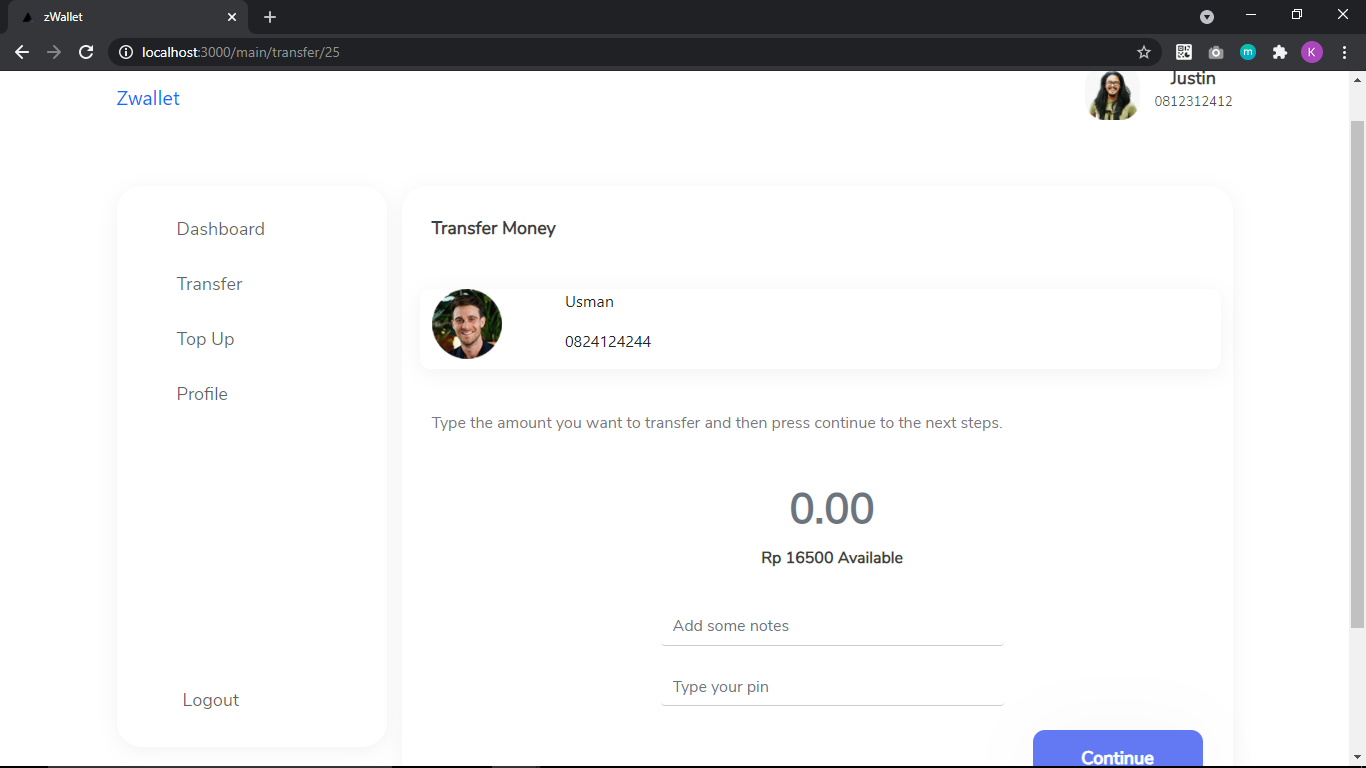 zWallet
localhost:3000/main/transfer/25
K
m
Zwallet
Justin
0812312412
Dashboard
Transfer
Top Up
Profile
Logout
Transfer Money
Usman
0824124244
Type the amount you want to transfer and then press continue to the next steps.
0.00
Rp 16500 Available
Add some notes
Type your pin
Continue